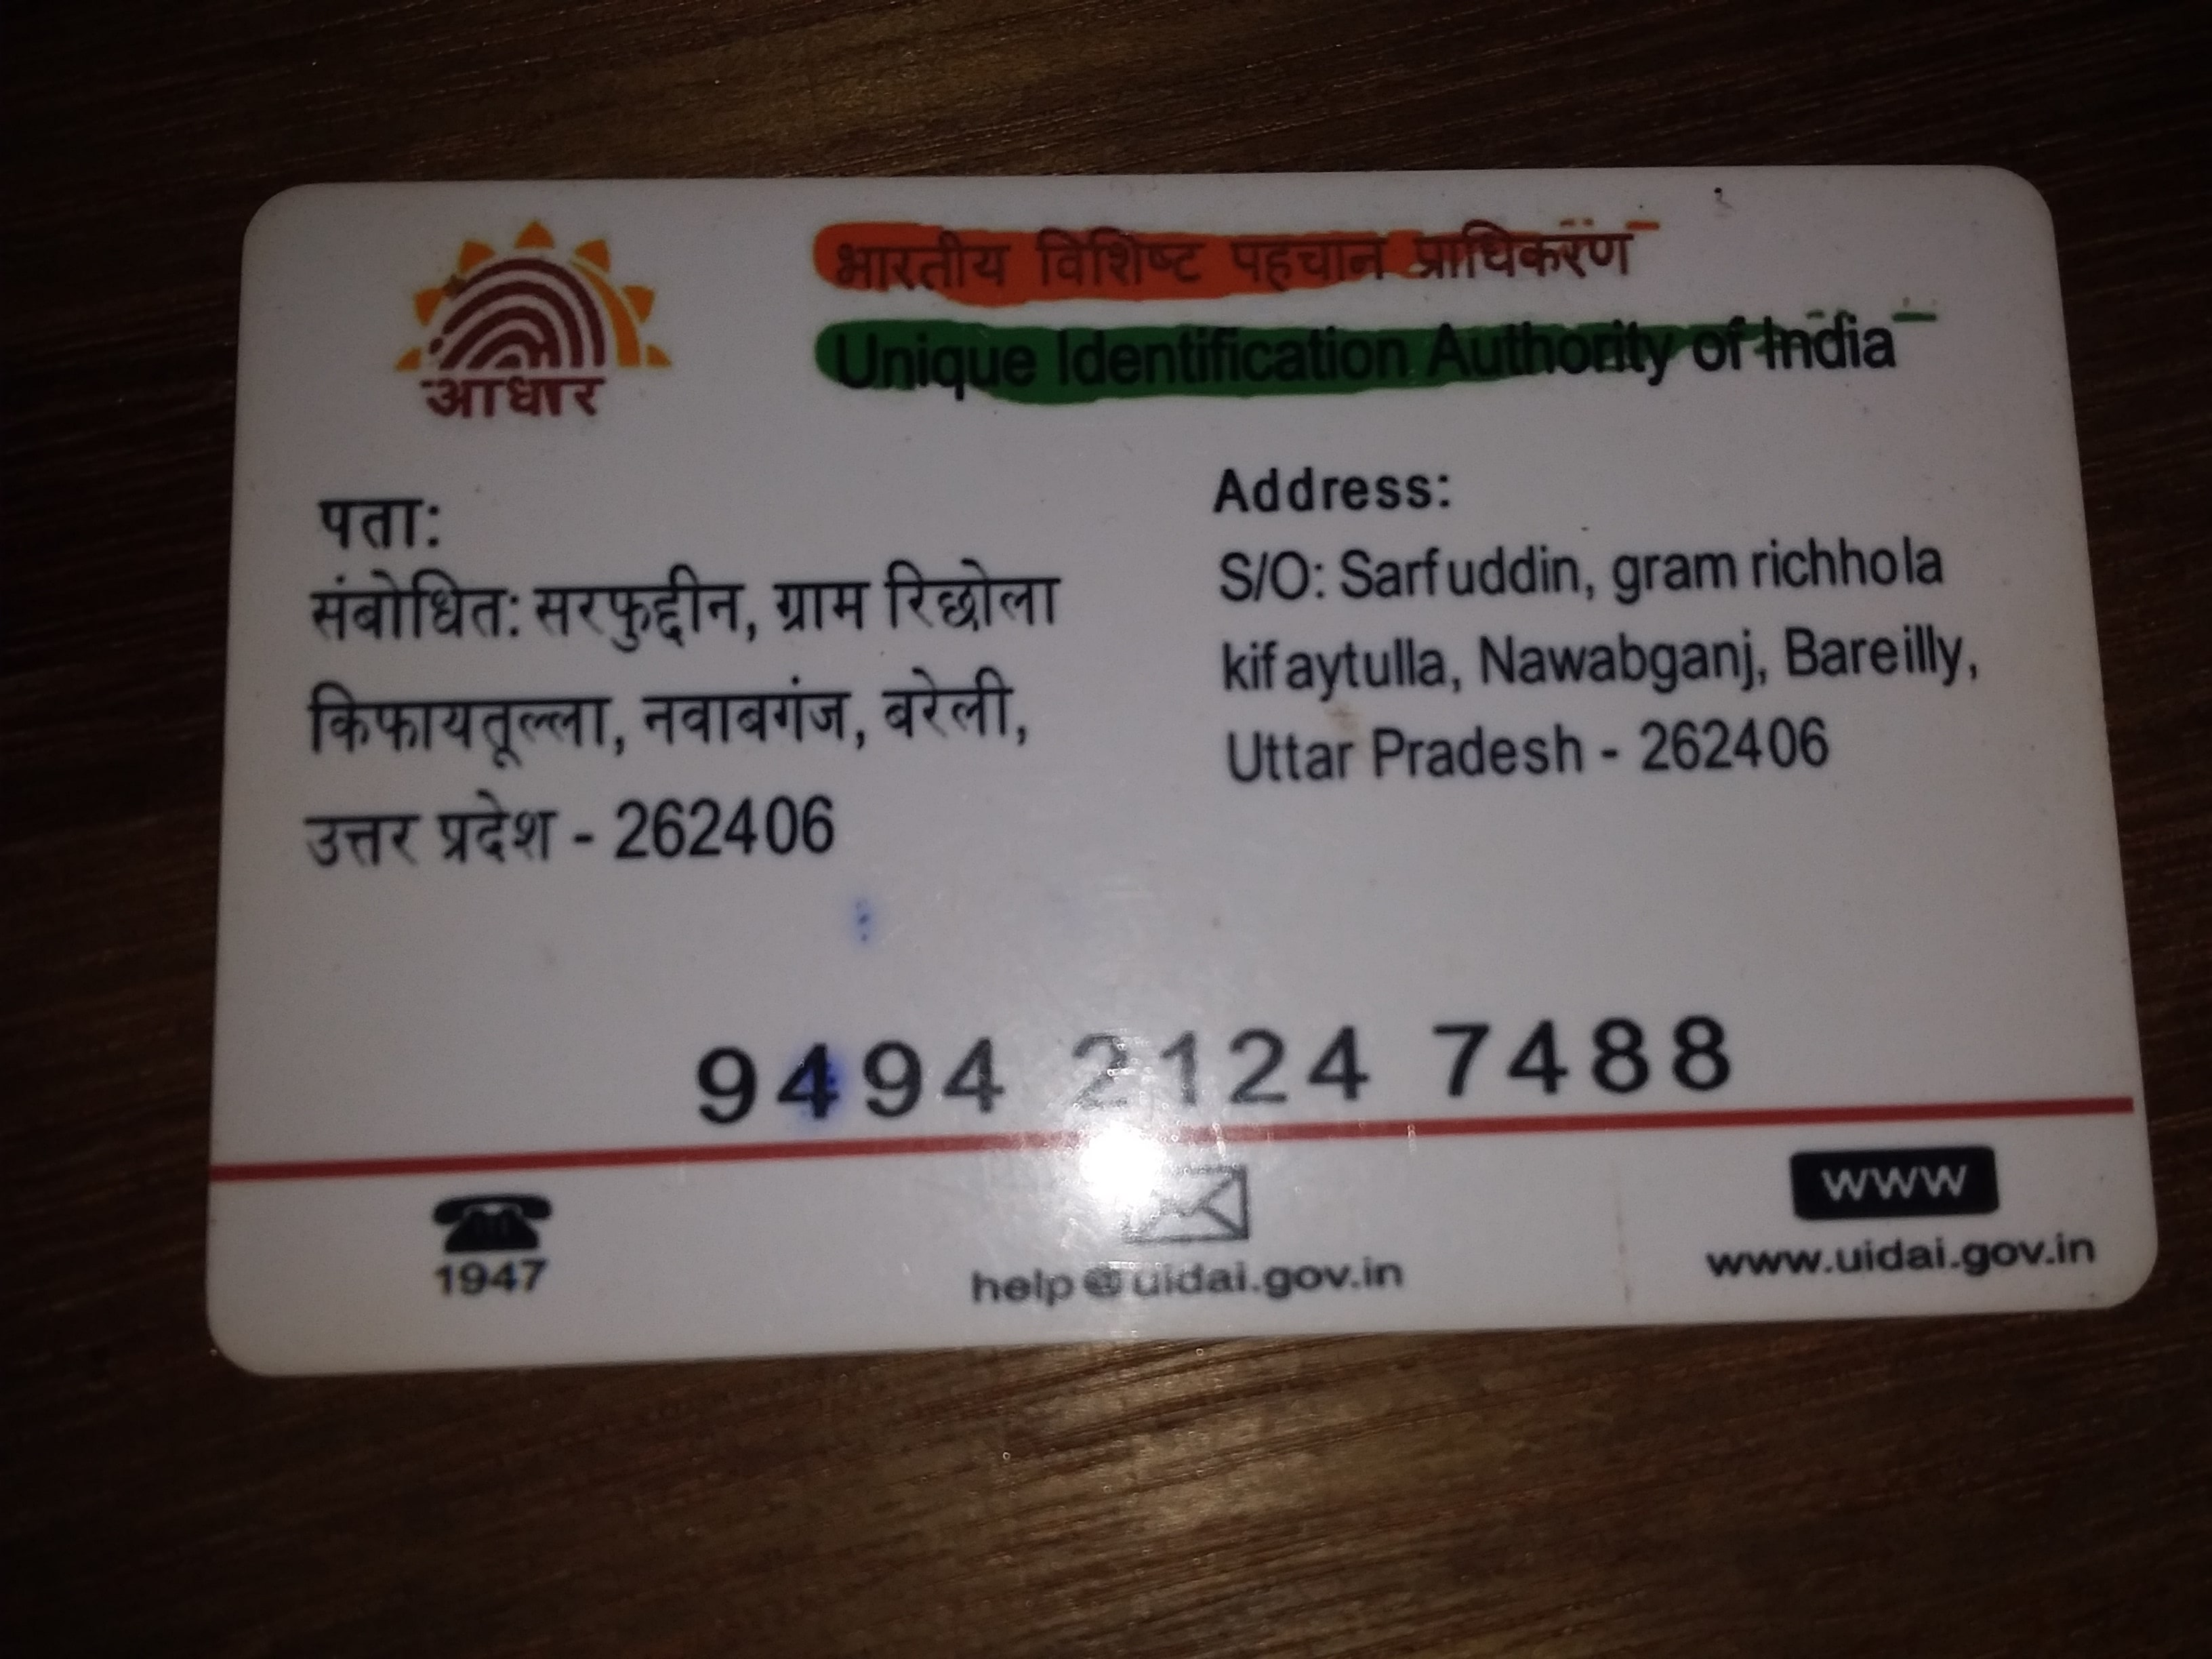 आधार
भारतीय विशिष्ट पहचान प्राधिकरण
Unique Identification Authority of India
पता:
संबोधित: सरफुद्दीन, ग्राम रिछोला
किफायतूल्ला, नवाबगंज, बरेली,
उत्तर प्रदेश - 262406
Address:
S/O: Sarfuddin, gram richhola
kifaytulla, Nawabganj, Bareilly,
Uttar Pradesh - 262406
9494 2124 7488
1947
help@uidai.gov.in
www
www.uidai.gov.in